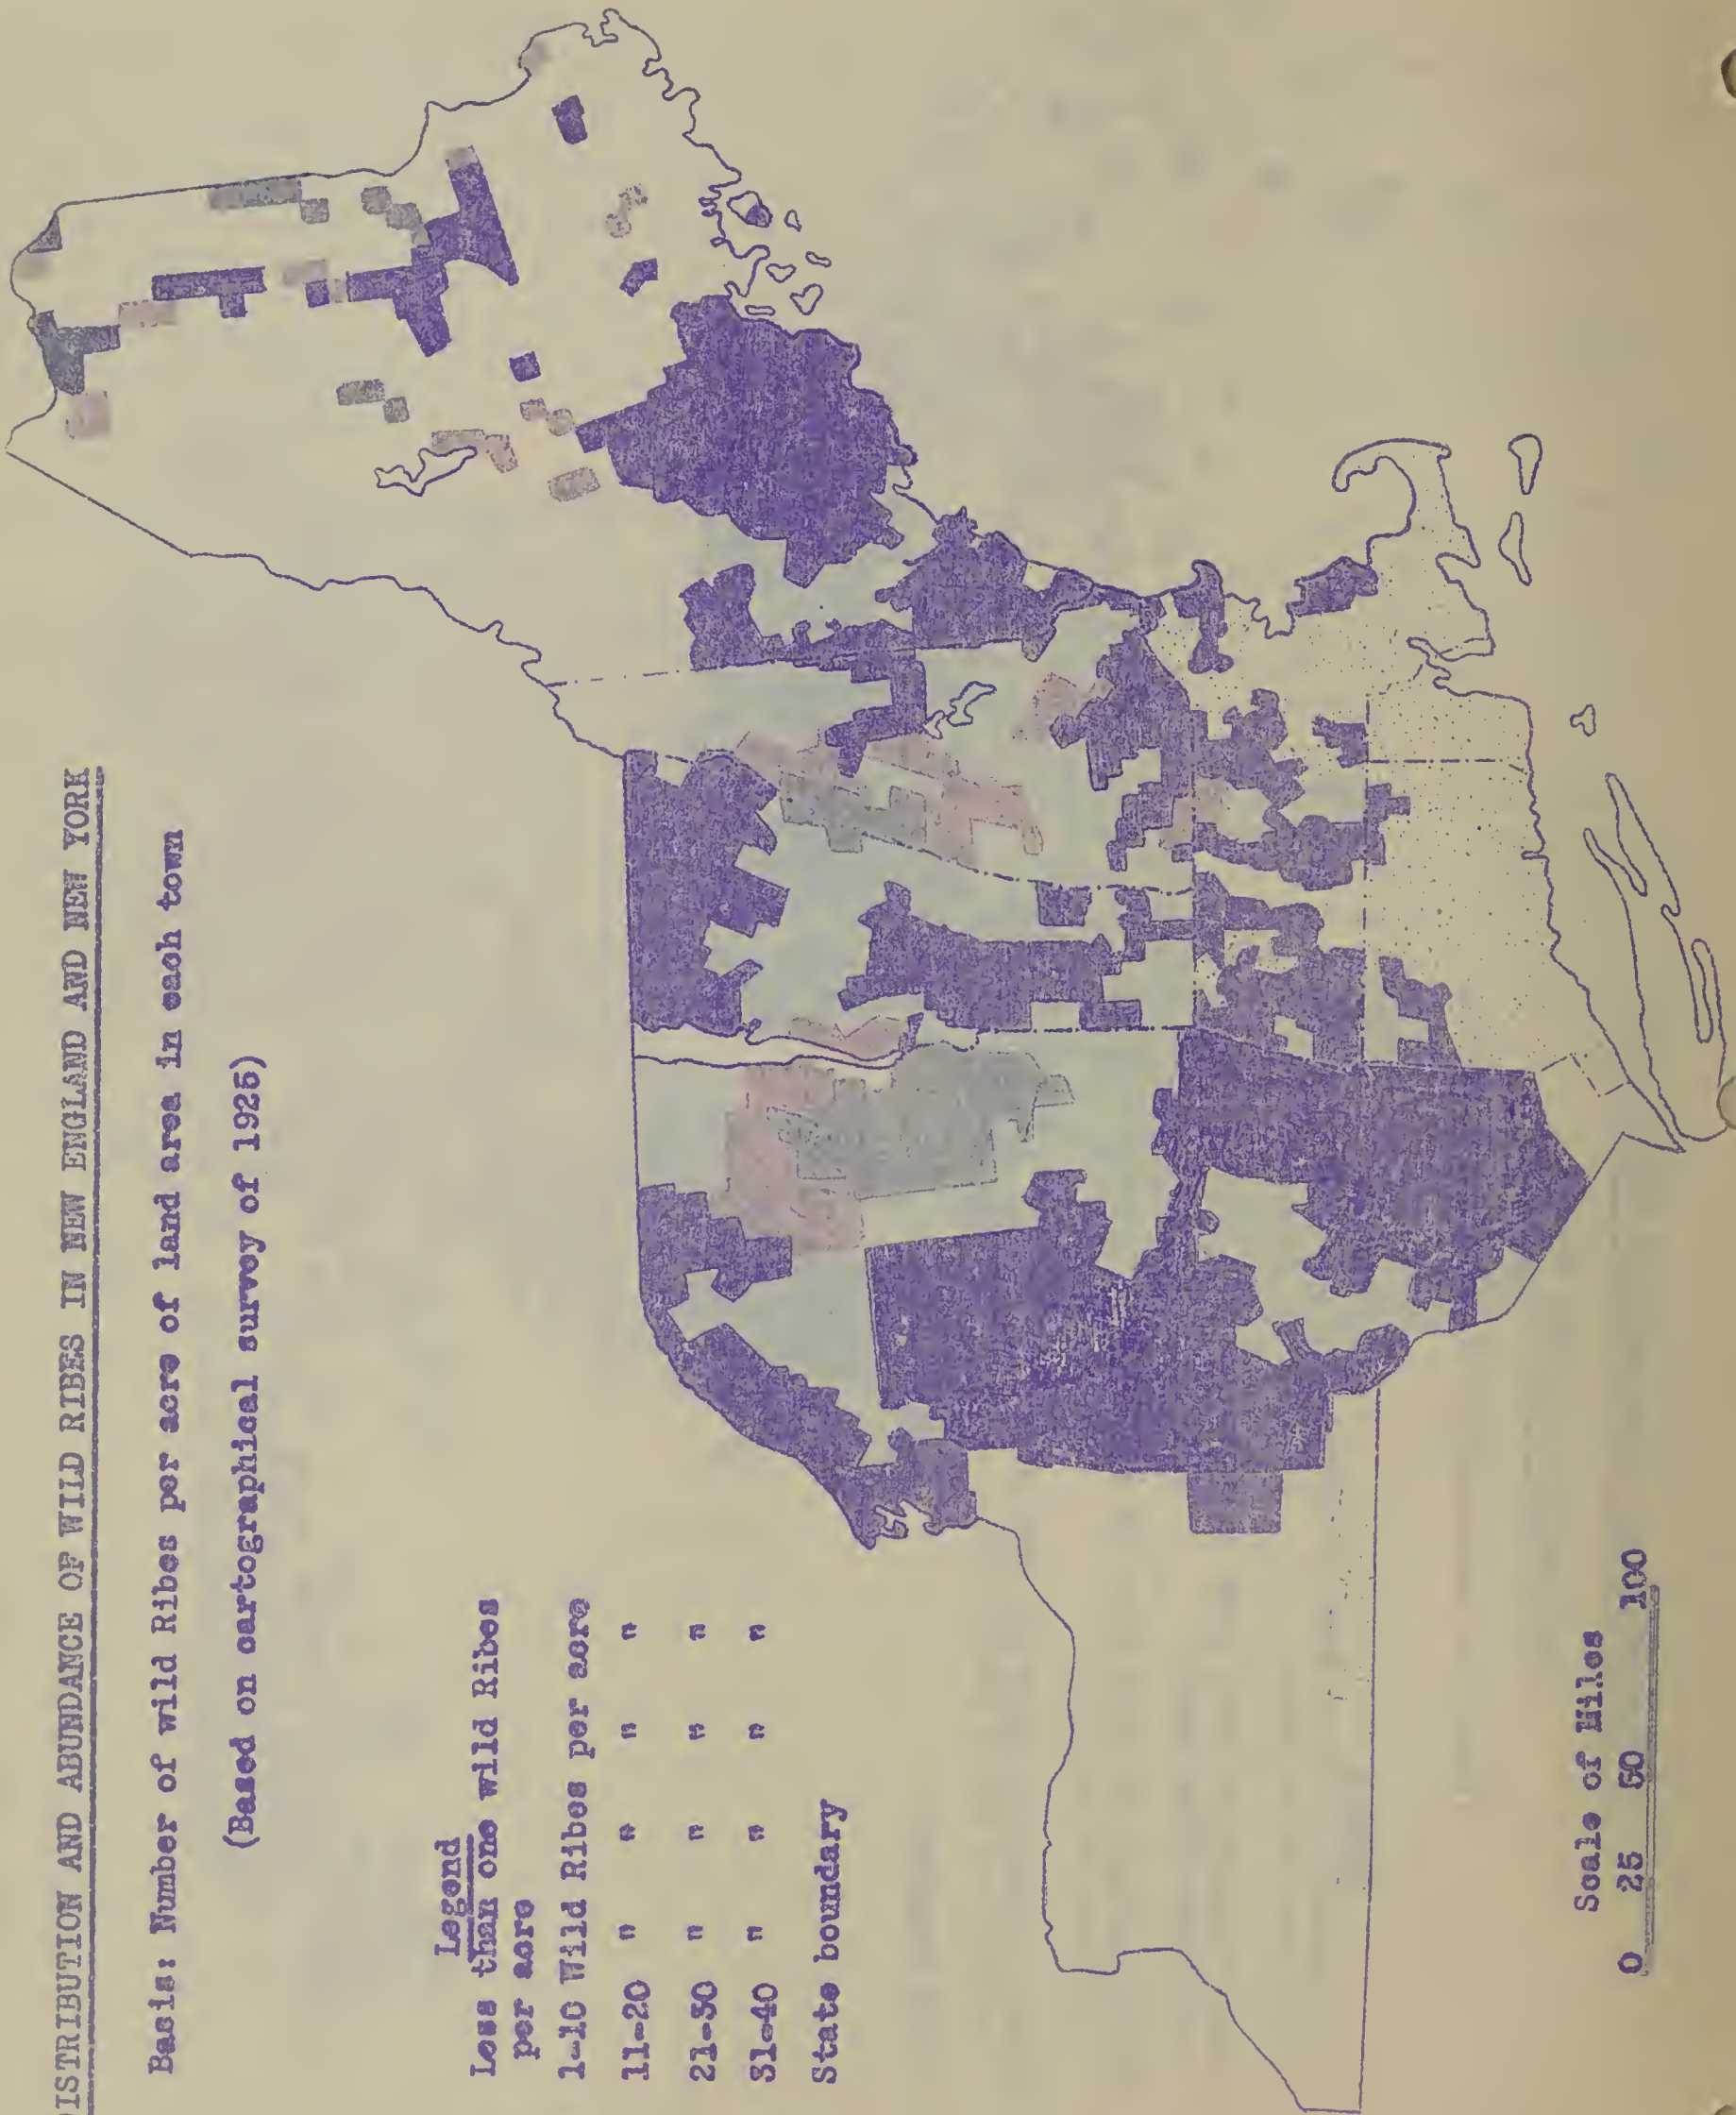 DISTRIBUTION AND ABUNDANCE OF WILD RIBES IN NEW ENGLAND AND NEW YORK
Basis: Number of wild Ribes per acre of land area in each town
(Based on cartographical survey of 1925)
Legend
Less than one wild Ribes
per acre
1-10 Wild Ribes per acre
11-20 " " " "
21-30 " " " "
31-40 " " " "
State boundary
Scale of Miles
0 25 50 100